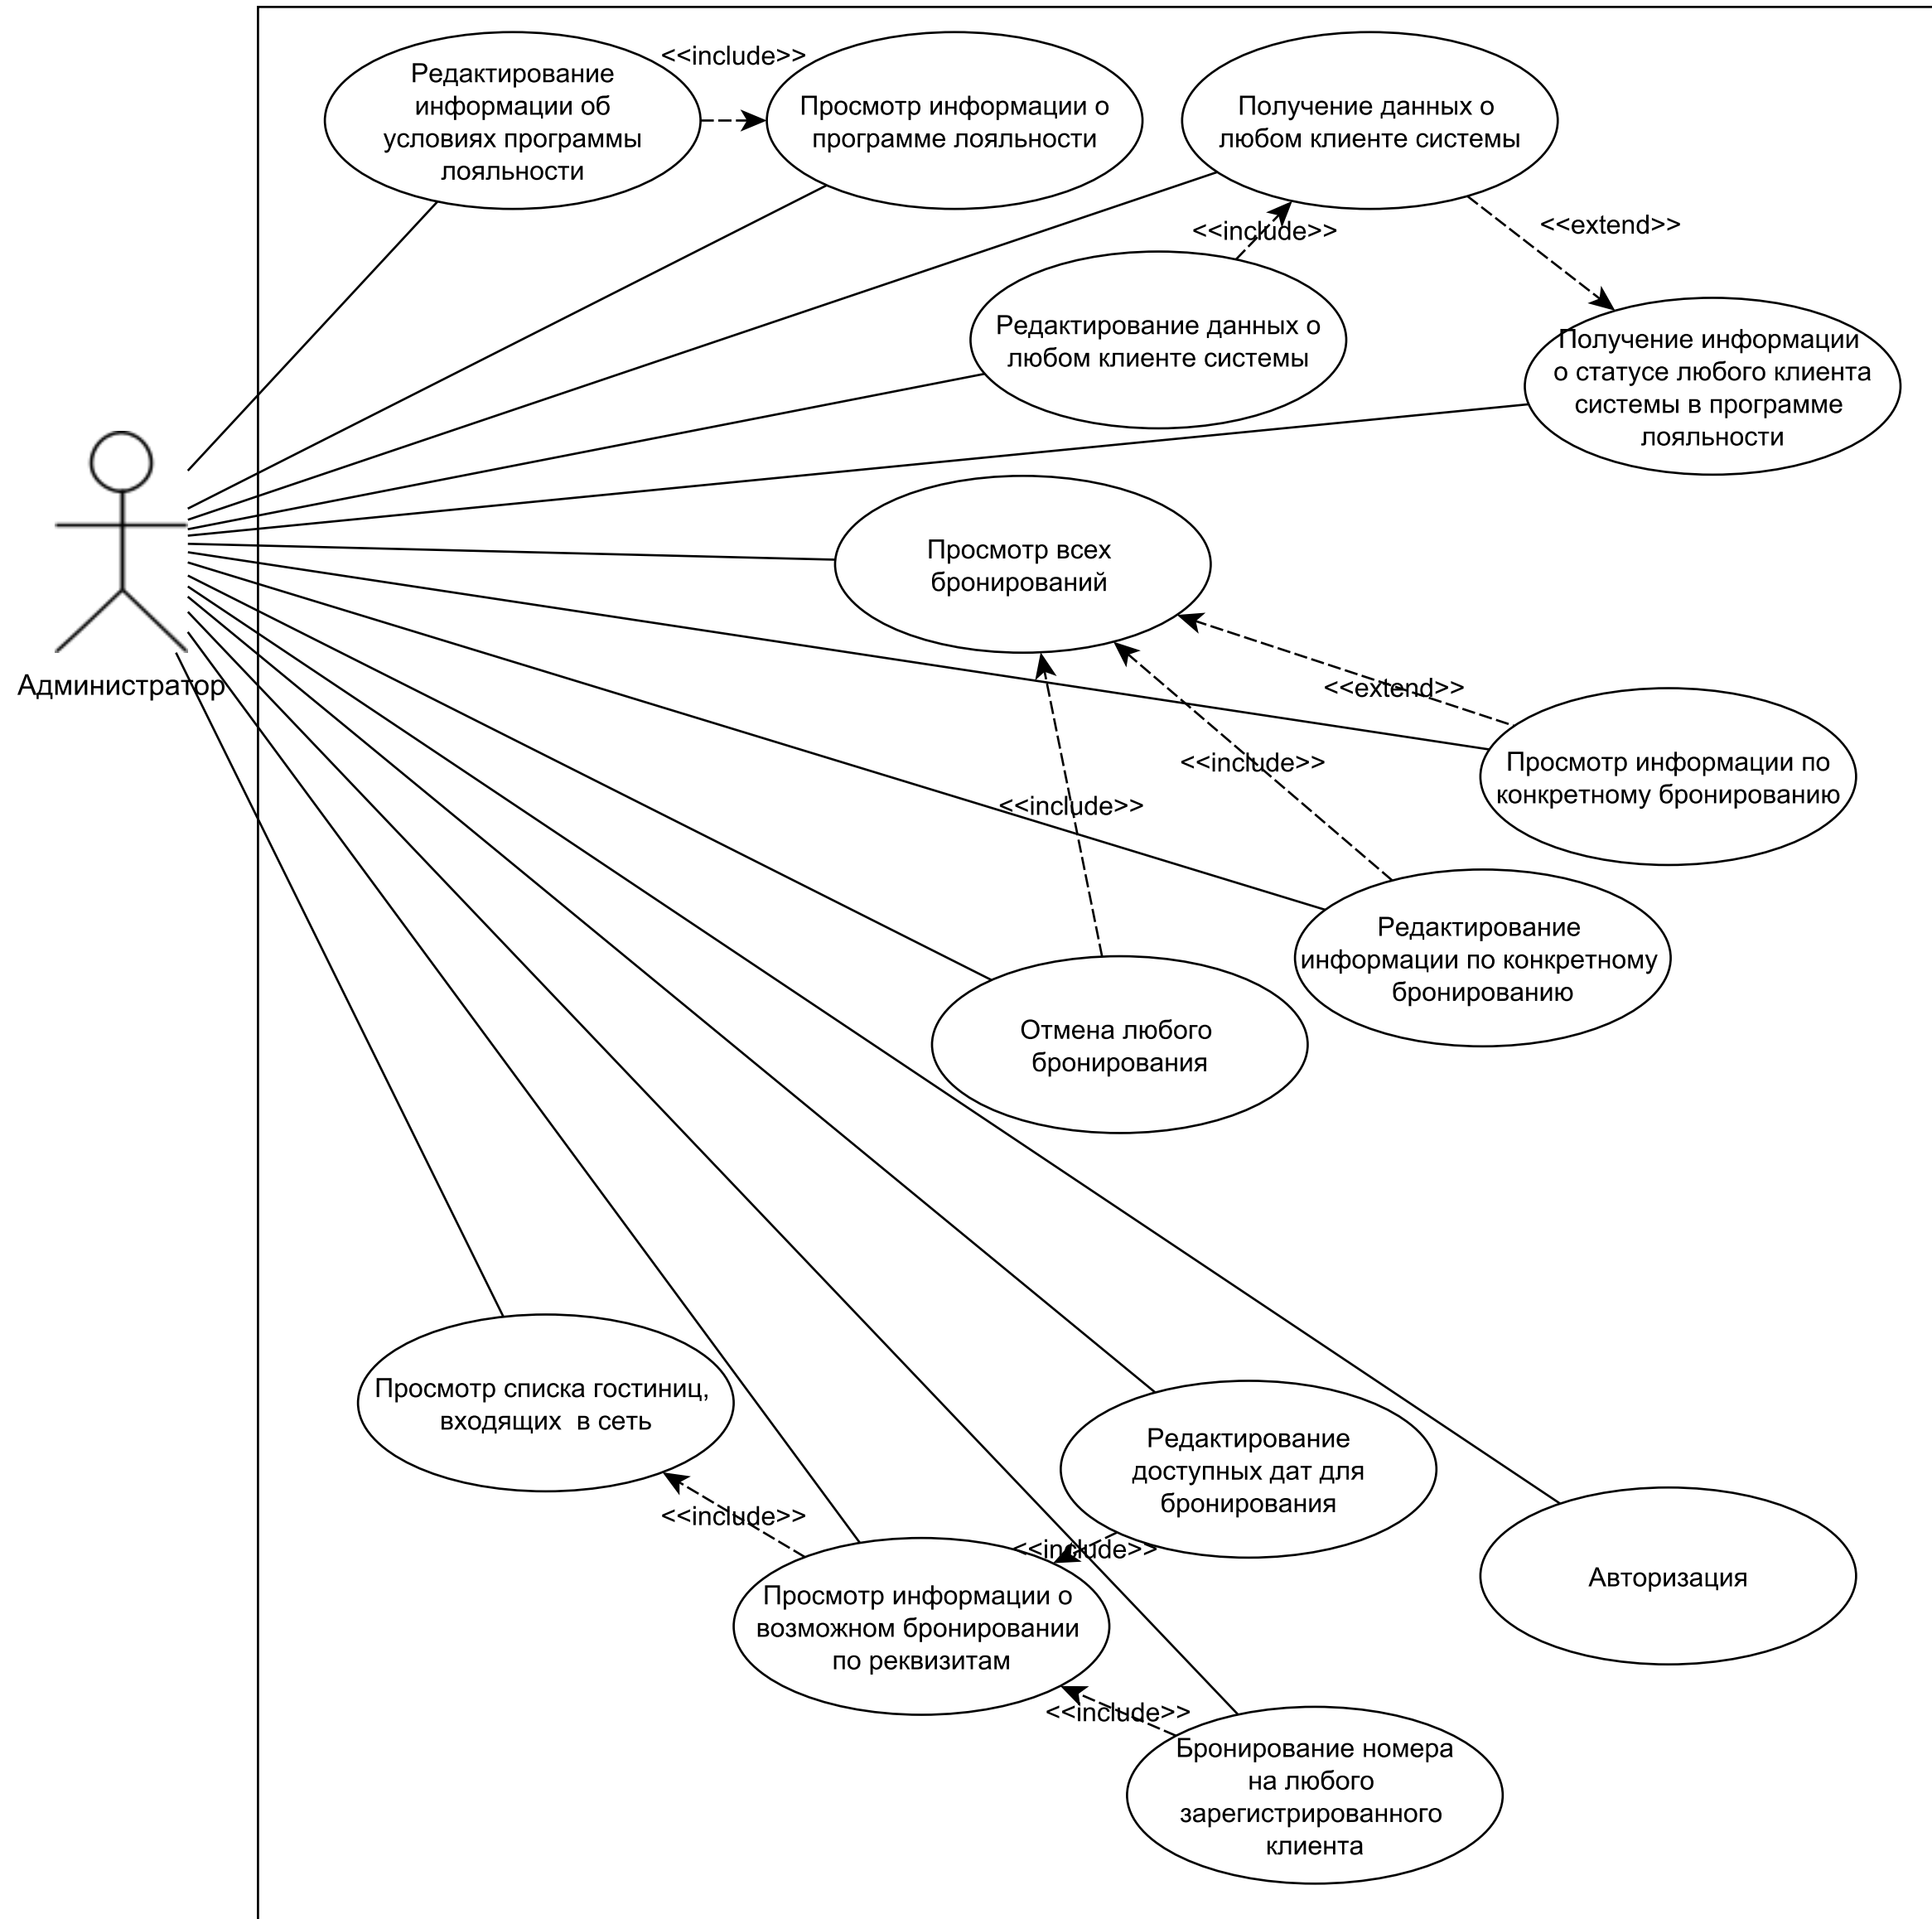 <<include>>
Редактирование
информации об
условиях программы
лояльности
Просмотр информации о
программе лояльности
Получение данных о
любом клиенте системы
<<extend>>
<<include>>
Редактирование данных о
любом клиенте системы
Получение информации
о статусе любого клиента
системы в программе
лояльности
Просмотр всех
бронирований
Администратор
<<extend>>
<<include>>
Просмотр информации по
конкретному бронированию
<<include>>
Редактирование
информации по конкретному
бронированию
Отмена любого
бронирования
Просмотр списка гостиниц,
входящих  в сеть
Редактирование
доступных дат для
бронирования
<<include>>
<<include>>
Авторизация
Просмотр информации о
возможном бронировании
по реквизитам
<<include>>
Бронирование номера
на любого
зарегистрированного
клиента